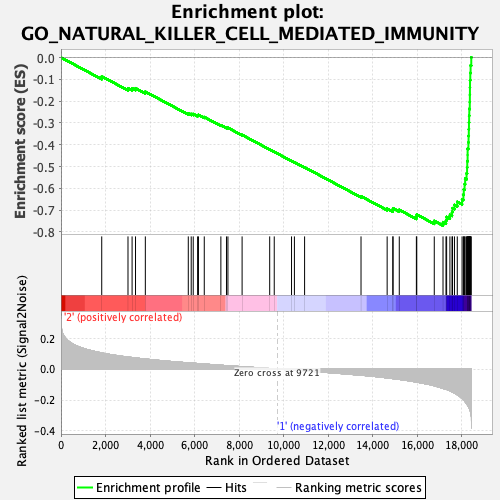 Enrichment plot:
GO_NATURAL_KILLER_CELL_MEDIATED_IMMUNITY
Enrichment score (ES)
0.0
-0.1
-0.2
-0.3
-0.4
-0.5
-0.6
-0.7
-0.8
'2' (positively correlated)
Ranked list metric (Signal2Noise)
0.2
0.0
-0.2
-0.4
Zero cross at 9721
'1' (negatively correlated)
0
2,000
4,000
6,000
8,000
10,000
12,000
14,000
16,000
18,000
Rank in Ordered Dataset
Enrichment profile
Hits
Ranking metric scores